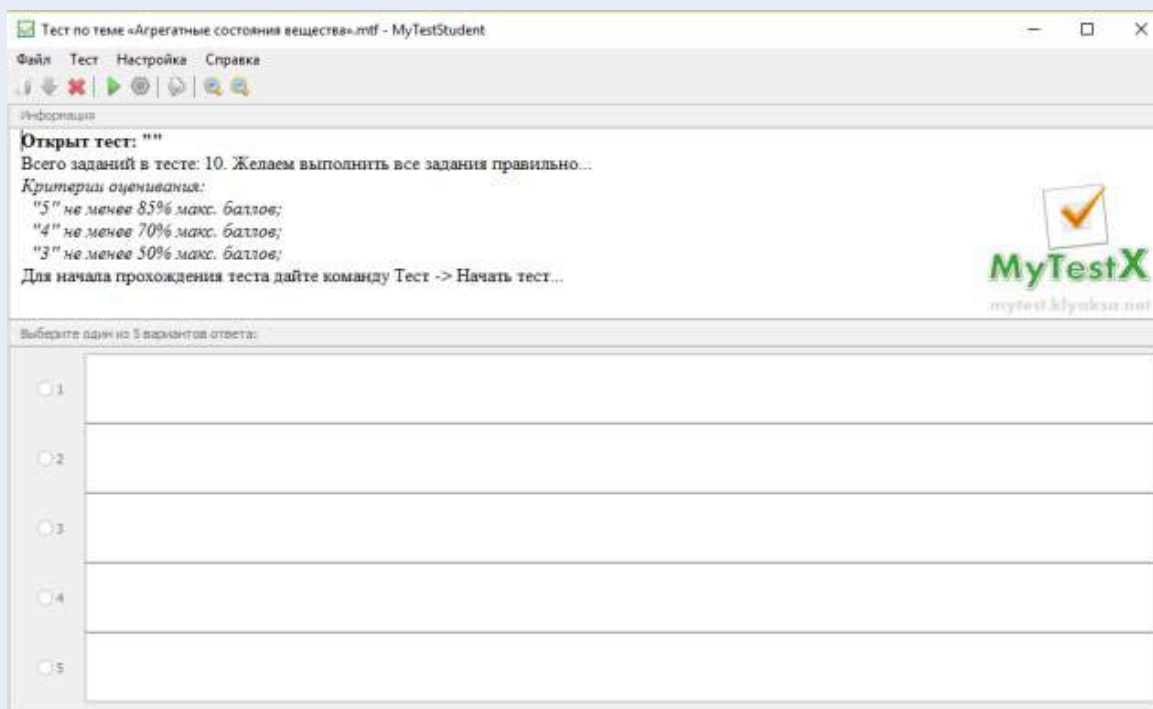 Тест по теме «Агрегатные состояния вещества».mtf - MyTestStudent
Файл Тест Настройка Справка
Информация
Открыт тест: ""
Всего заданий в тесте: 10. Желаем выполнить все задания правильно...
Критерии оценивания:
"5" не менее 85% макс. баллов;
"4" не менее 70% макс. баллов;
"3" не менее 50% макс. баллов;
Для начала прохождения теста дайте команду Тест -> Начать тест...
MyTestX
mytest.klyaksa.net
Выберите один из 5 вариантов ответа:
1
2
3
4
5